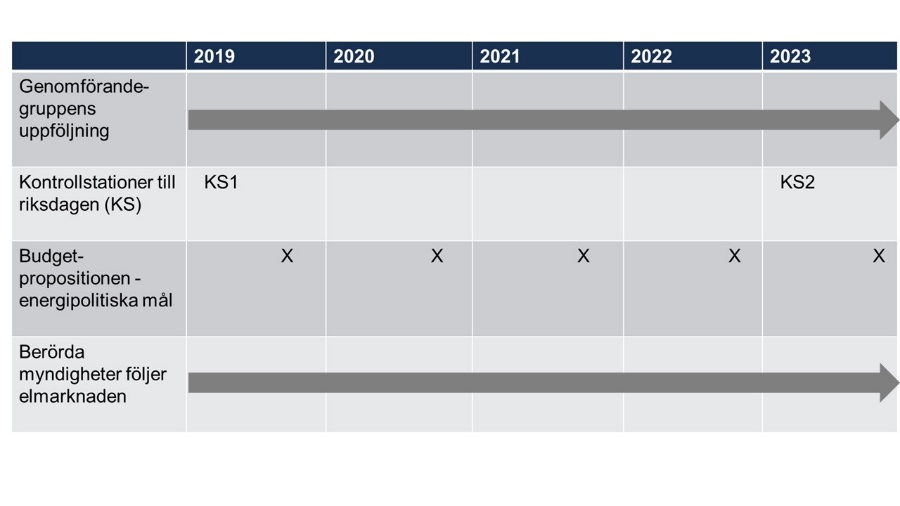 2019 2020 2021 2022 2023
Genomförande-
gruppens
uppföljning
Kontrollstationer till KS1 KS2
riksdagen (KS)
Budget- X X X X X
propositionen -
energipolitiska mål
Berörda
myndigheter följer
elmarknaden